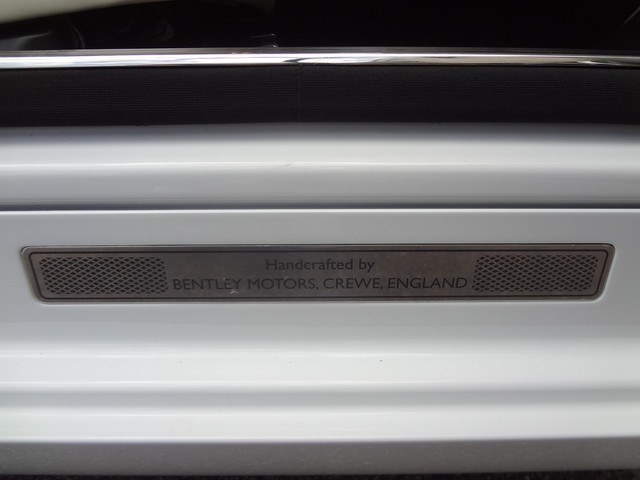 Handcrafted by
BENTLEY MOTORS, CREWE, ENGLAND